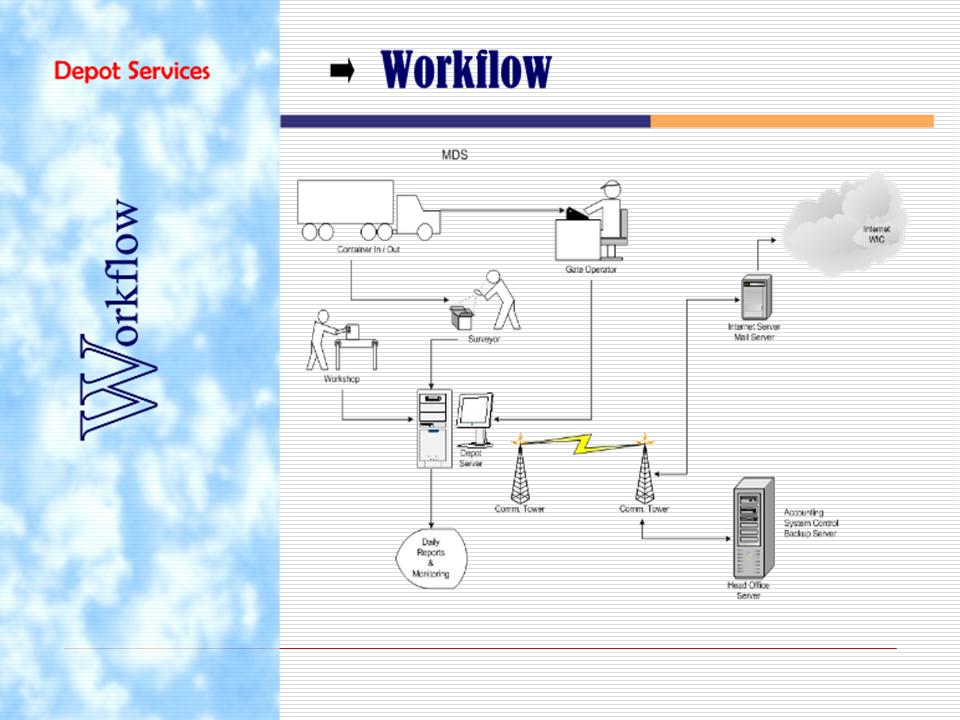 Depot Services
Workflow
Workflow
MDS
Container In / Out
Gate Operator
Internet
WIC
Surveyor
Internet Server
Mail Server
Workshop
Depot
Server
Comm. Tower
Comm. Tower
Accounting
System Control
Backup Server
Daily
Reports
&
Monitoring
Head Office
Server